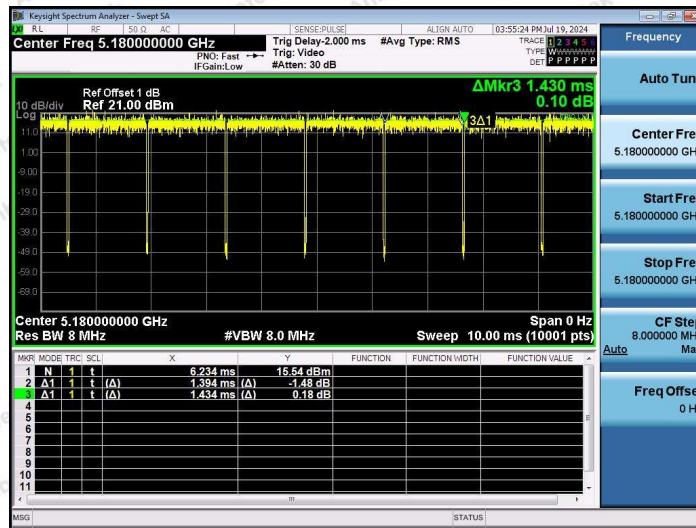 Keysight Spectrum Analyzer - Swept SA
RL RF 50 Ω AC SENSE:PULSE ALIGN AUTO 03:55:24 PM Jul 19, 2024
Center Freq 5.180000000 GHz
PNO: Fast
IFGain:Low
Trig Delay-2.000 ms
Trig: Video
#Atten: 30 dB
#Avg Type: RMS
TRACE 1 2 3 4 5 6
TYPE W
DET P P P P P P
ΔMkr3 1.430 ms
0.10 dB
Ref Offset 1 dB
Ref 21.00 dBm
10 dB/div
Log
11.0
1.00
-9.00
-19.0
-29.0
-39.0
-49.0
-59.0
-69.0
3Δ1
Center 5.180000000 GHz Span 0 Hz
Res BW 8 MHz #VBW 8.0 MHz Sweep 10.00 ms (10001 pts)
MKR MODE TRC SCL X Y FUNCTION FUNCTION WIDTH FUNCTION VALUE
1 N 1 t 6.234 ms 15.54 dBm
2 Δ1 1 t (Δ) 1.394 ms (Δ) -1.48 dB
3 Δ1 1 t (Δ) 1.434 ms (Δ) 0.18 dB
4
5
6
7
8
9
10
11
MSG STATUS
Frequency
Auto Tun
Center Fre
5.180000000 GH
Start Fre
5.180000000 GH
Stop Fre
5.180000000 GH
CF Ste
8.000000 MH
Auto Ma
Freq Offse
0 H